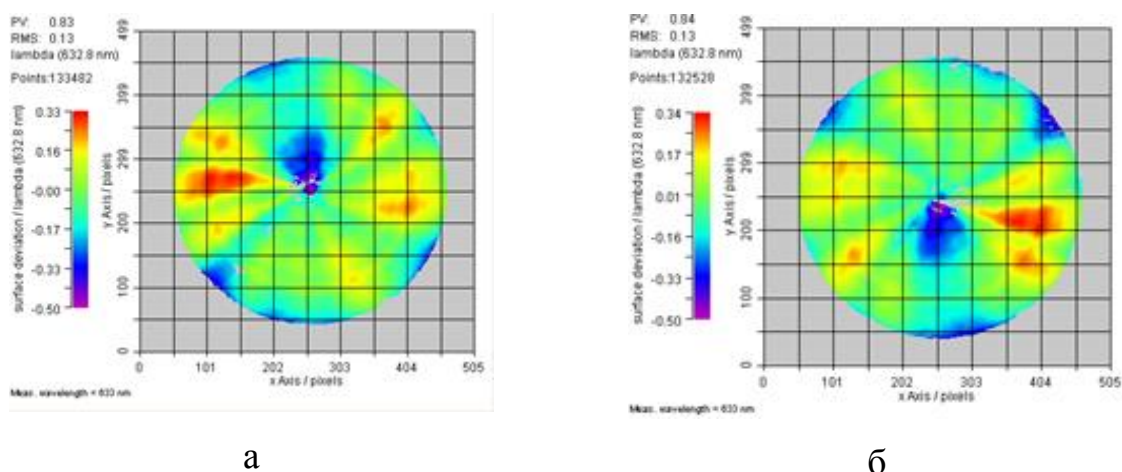 PV: 0.83
RMS: 0.13
lambda (632.8 nm)
Points:133482
surface deviation / lambda (632.8 nm)
0.33
0.16
-0.00
-0.17
-0.33
-0.50
y Axis / pixels
499
399
299
200
100
0
0
101
202
303
404
505
x Axis / pixels
Meas. wavelength = 633 nm
а
PV: 0.84
RMS: 0.13
lambda (632.8 nm)
Points:132528
surface deviation / lambda (632.8 nm)
0.34
0.17
0.01
-0.16
-0.33
-0.50
y Axis / pixels
499
399
299
200
100
0
0
101
202
303
404
505
x Axis / pixels
Meas. wavelength = 633 nm
б